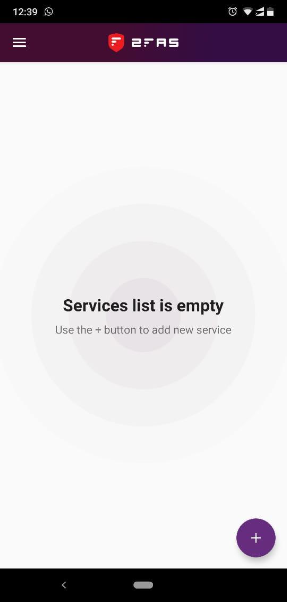 12:39
2FAS
Services list is empty
Use the + button to add new service
+